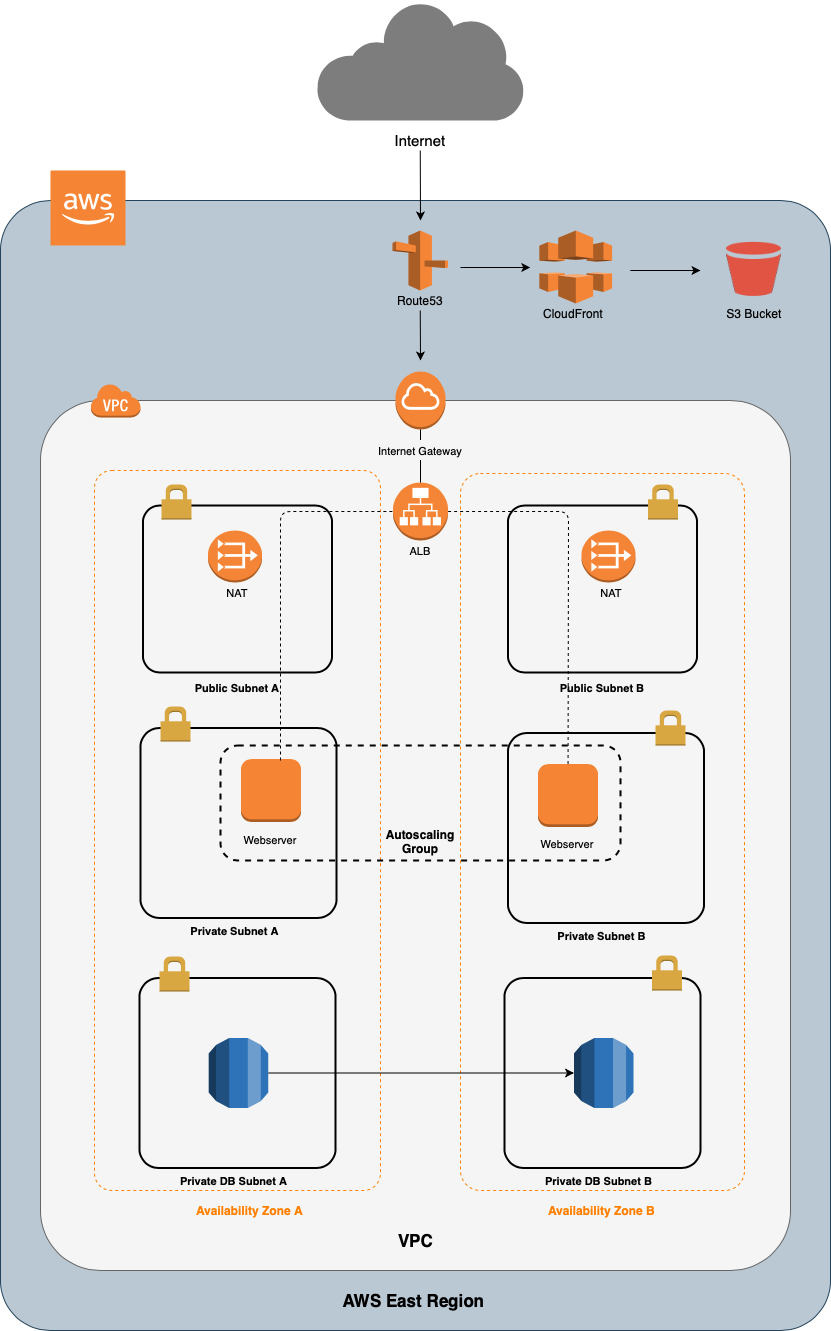 Internet
aws
Route53
CloudFront
S3 Bucket
VPC
Internet Gateway
ALB
NAT
NAT
Public Subnet A
Public Subnet B
Webserver
Autoscaling
Group
Webserver
Private Subnet A
Private Subnet B
Private DB Subnet A
Private DB Subnet B
Availability Zone A
Availability Zone B
VPC
AWS East Region